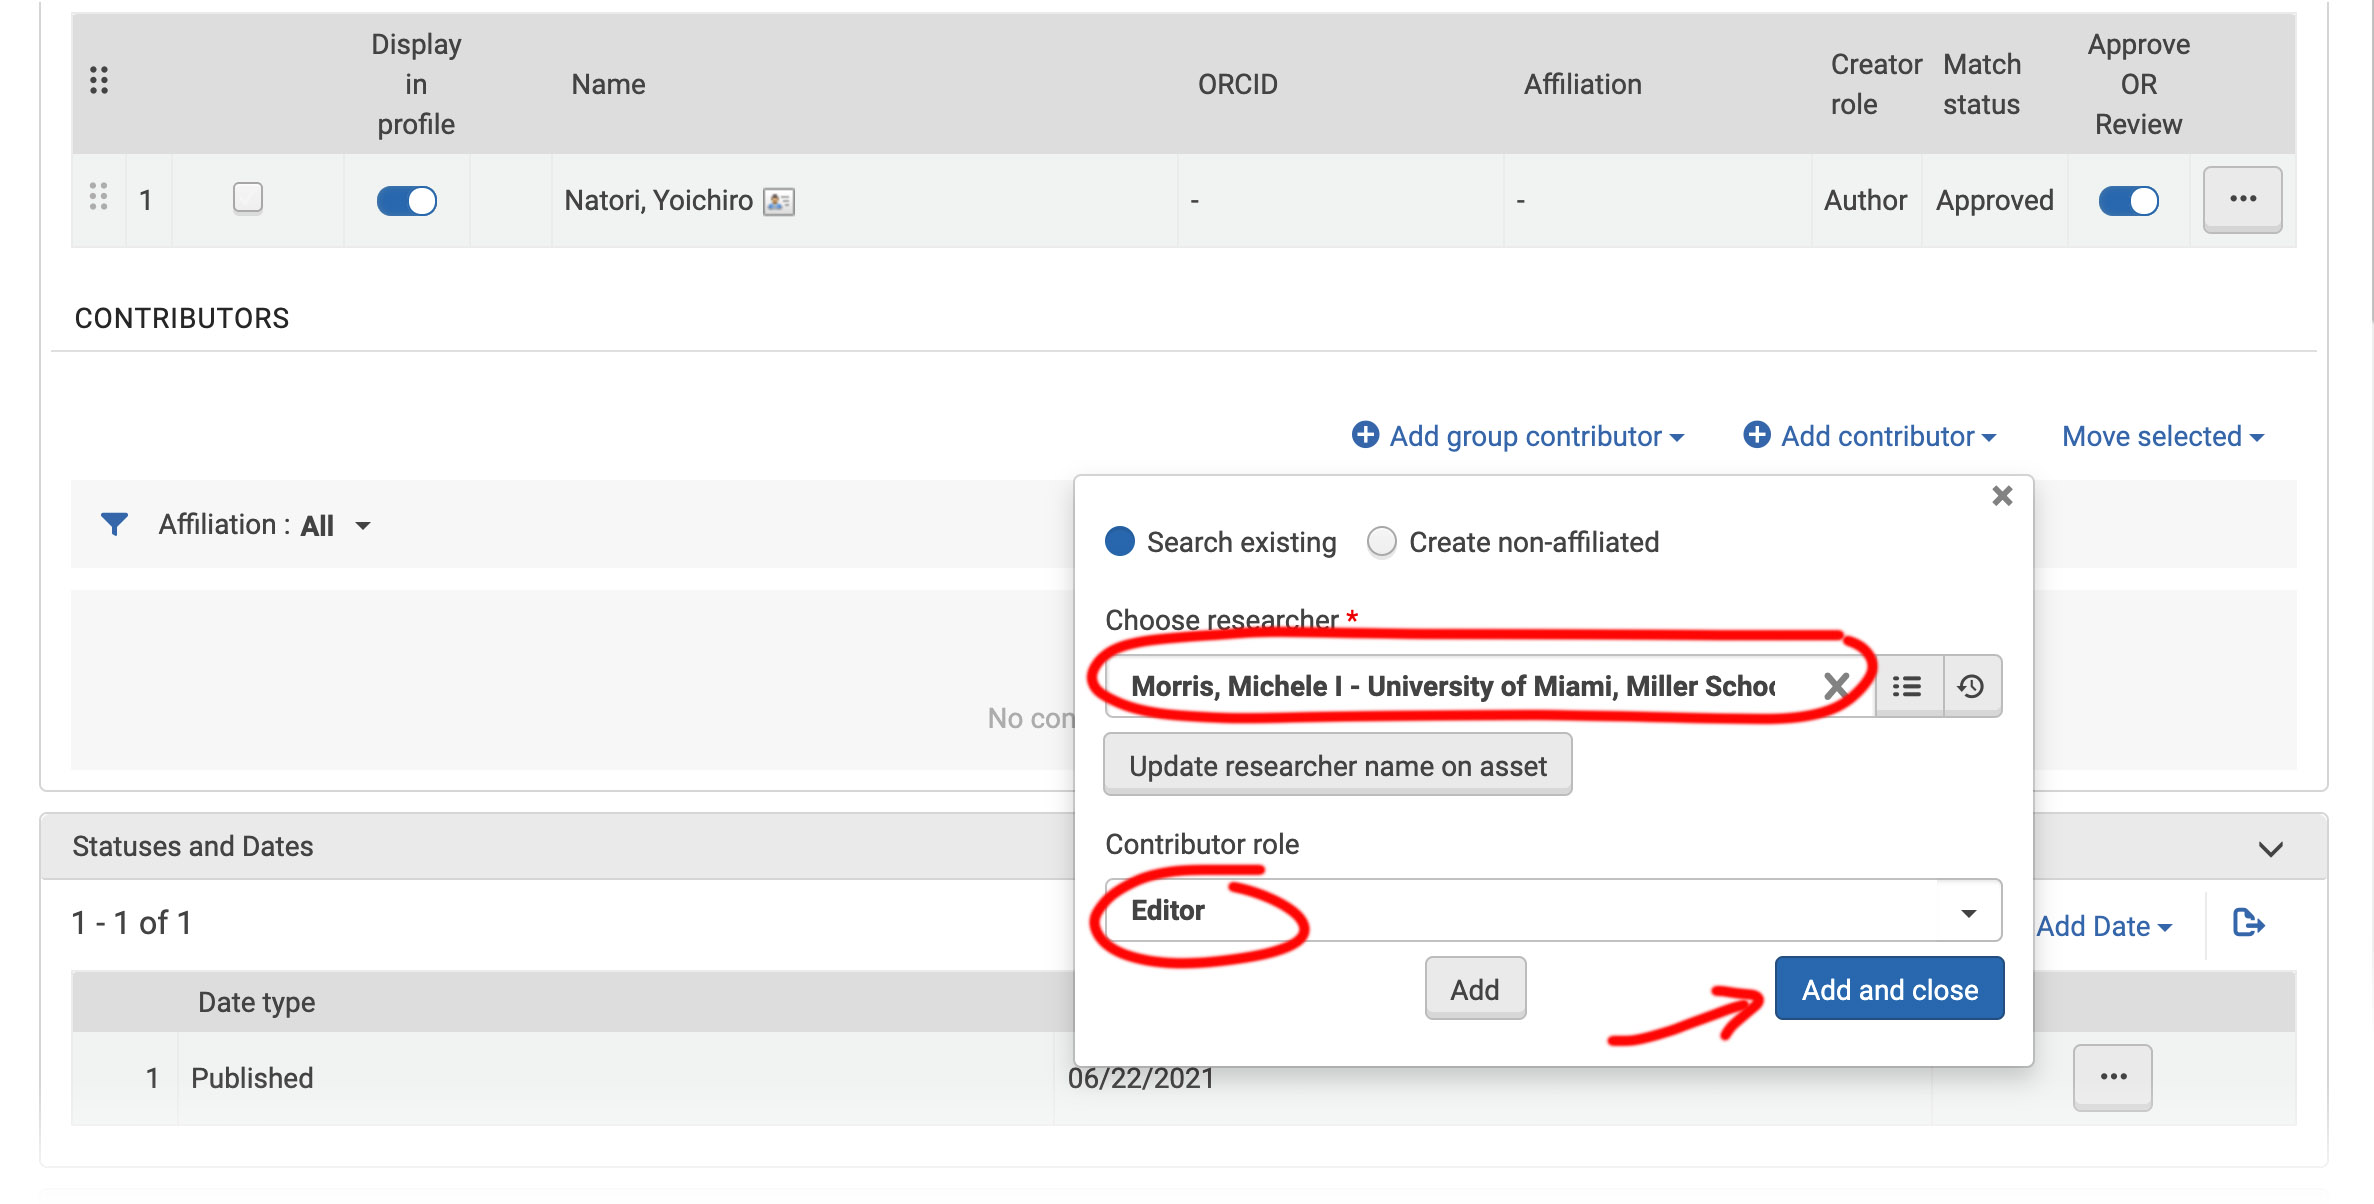 Display in profile
Name
ORCID
Affiliation
Creator role
Match status
Approve OR Review
1
Natori, Yoichiro
-
-
Author
Approved
...
CONTRIBUTORS
Add group contributor
Add contributor
Move selected
Affiliation : All
Search existing
Create non-affiliated
Choose researcher *
Morris, Michele I - University of Miami, Miller Schoo
No con
Update researcher name on asset
Statuses and Dates
Contributor role
1 - 1 of 1
Editor
Add Date
Add
Add and close
Date type
1
Published
06/22/2021
...